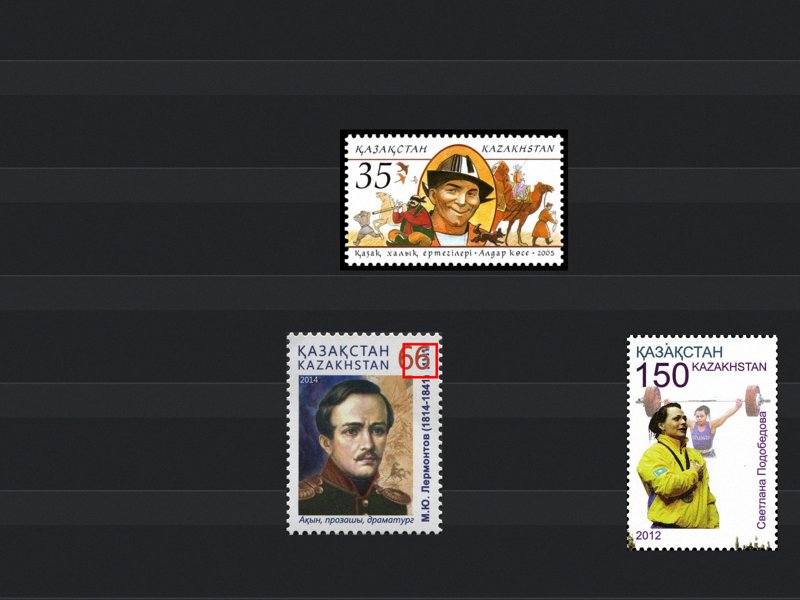 ҚАЗАҚСТАН KAZAKHSTAN
35
Қазақ халық ертегілері • Алдар көсе • 2005
ҚАЗАҚСТАН
KAZAKHSTAN
66
2014
М.Ю. Лермонтов (1814-1841
Ақын, прозашы, драматург
ҚАЗАҚСТАН
150 KAZAKHSTAN
Светлана Подобедова
2012